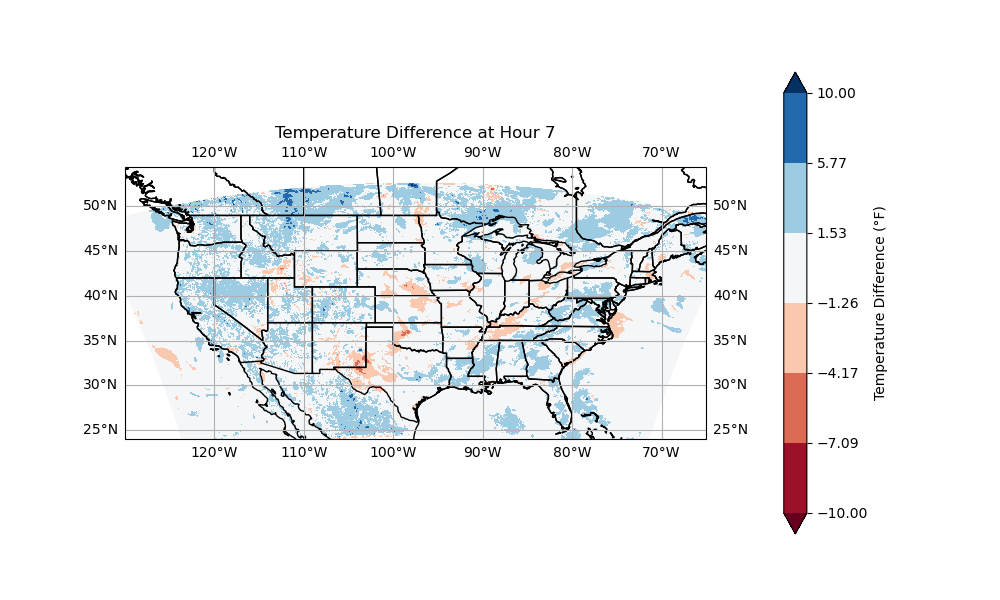 Temperature Difference at Hour 7
120°W 110°W 100°W 90°W 80°W 70°W
50°N 50°N
45°N 45°N
40°N 40°N
35°N 35°N
30°N 30°N
25°N 25°N
120°W 110°W 100°W 90°W 80°W 70°W
10.00
5.77
1.53
−1.26
−4.17
−7.09
−10.00
Temperature Difference (°F)